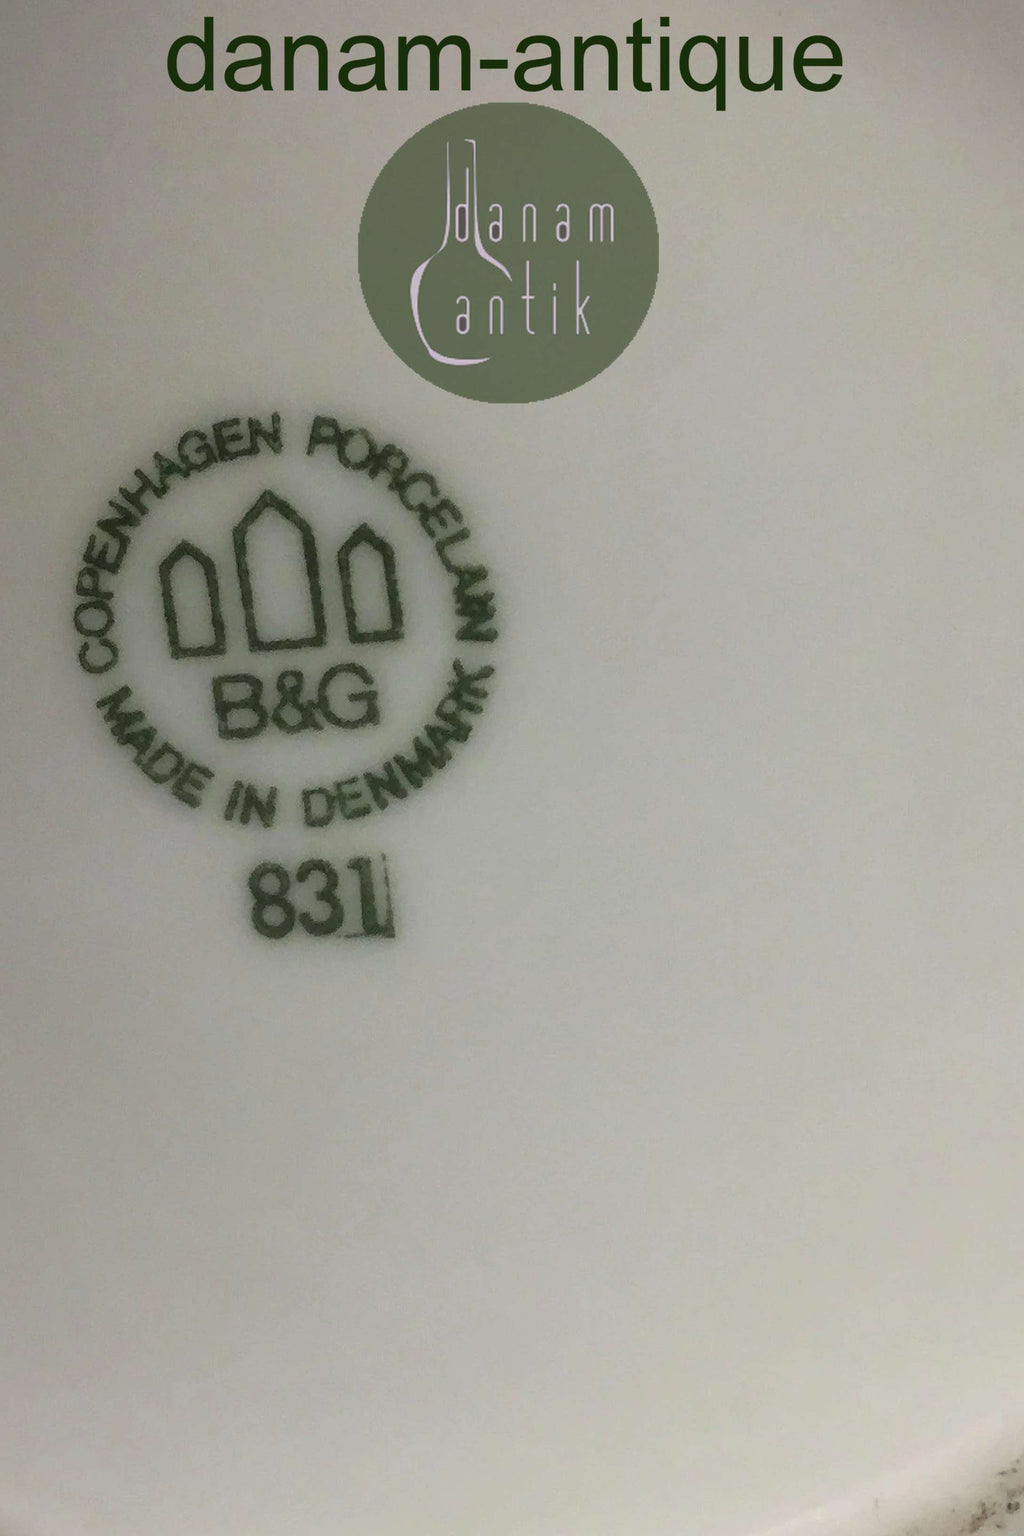 danam-antique
danam
antik
COPENHAGEN PORCELAIN
B&G
MADE IN DENMARK
831